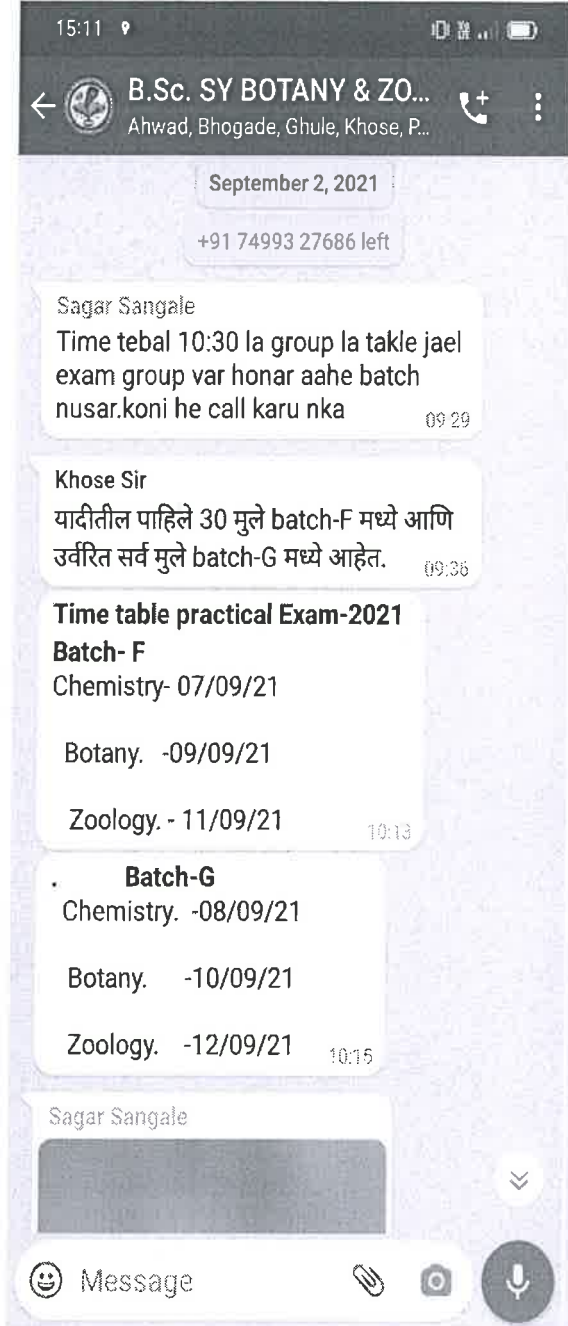 15:11
B.Sc. SY BOTANY & ZO...
Ahwad, Bhogade, Ghule, Khose, P...
September 2, 2021
+91 74993 27686 left
Sagar Sangale
Time tebal 10:30 la group la takle jael
exam group var honar aahe batch
nusar.koni he call karu nka
09:29
Khose Sir
यादीतील पाहिले 30 मुले batch-F मध्ये आणि
उर्वरित सर्व मुले batch-G मध्ये आहेत.
09:36
Time table practical Exam-2021
Batch- F
Chemistry- 07/09/21
Botany. -09/09/21
Zoology. - 11/09/21
10:13
. Batch-G
Chemistry. -08/09/21
Botany. -10/09/21
Zoology. -12/09/21
10:15
Sagar Sangale
Message